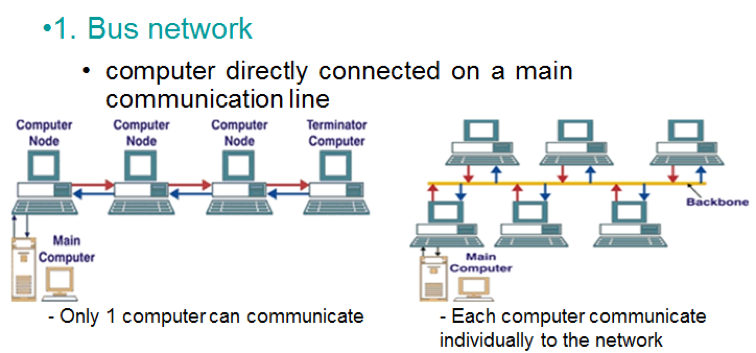 •1. Bus network
• computer directly connected on a main
communication line
Computer Node
Computer Node
Computer Node
Terminator Computer
Main
Computer
- Only 1 computer can communicate
Backbone
Main
Computer
- Each computer communicate
individually to the network